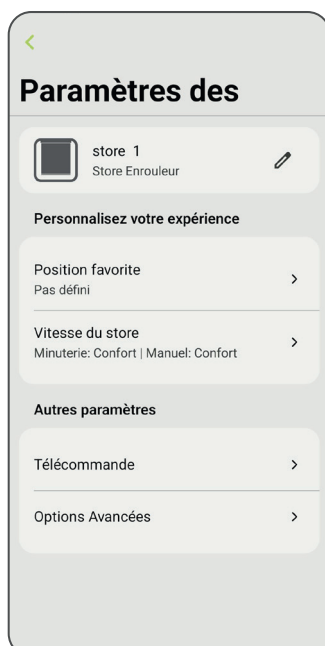 Paramètres des
store 1
Store Enrouleur
Personnalisez votre expérience
Position favorite
Pas défini
Vitesse du store
Minuterie: Confort | Manuel: Confort
Autres paramètres
Télécommande
Options Avancées